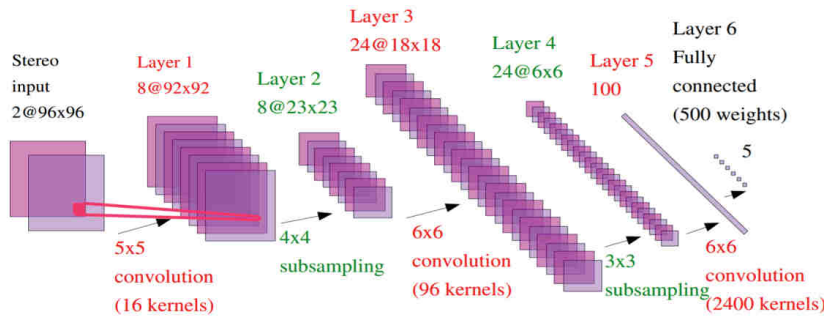 Stereo
input
2@96x96
Layer 1
8@92x92
Layer 2
8@23x23
Layer 3
24@18x18
Layer 4
24@6x6
Layer 5
100
Layer 6
Fully
connected
(500 weights)
5
5x5
convolution
(16 kernels)
4x4
subsampling
6x6
convolution
(96 kernels)
3x3
subsampling
6x6
convolution
(2400 kernels)